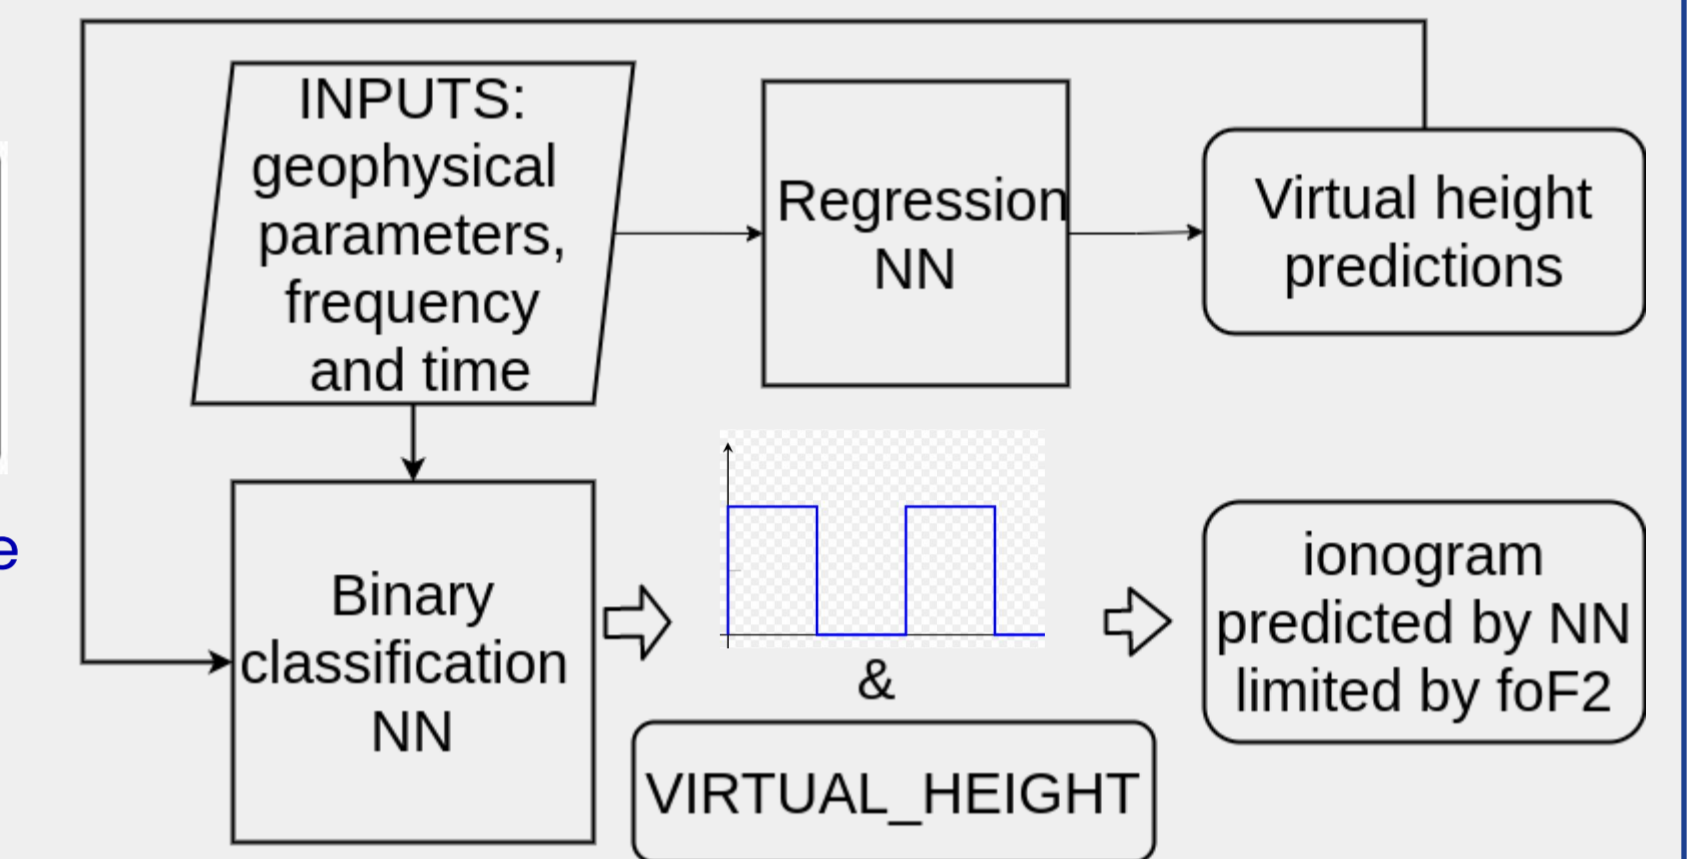 INPUTS:
geophysical
parameters,
frequency
and time
Regression
NN
Virtual height
predictions
e
Binary
classification
NN
&
VIRTUAL_HEIGHT
ionogram
predicted by NN
limited by foF2